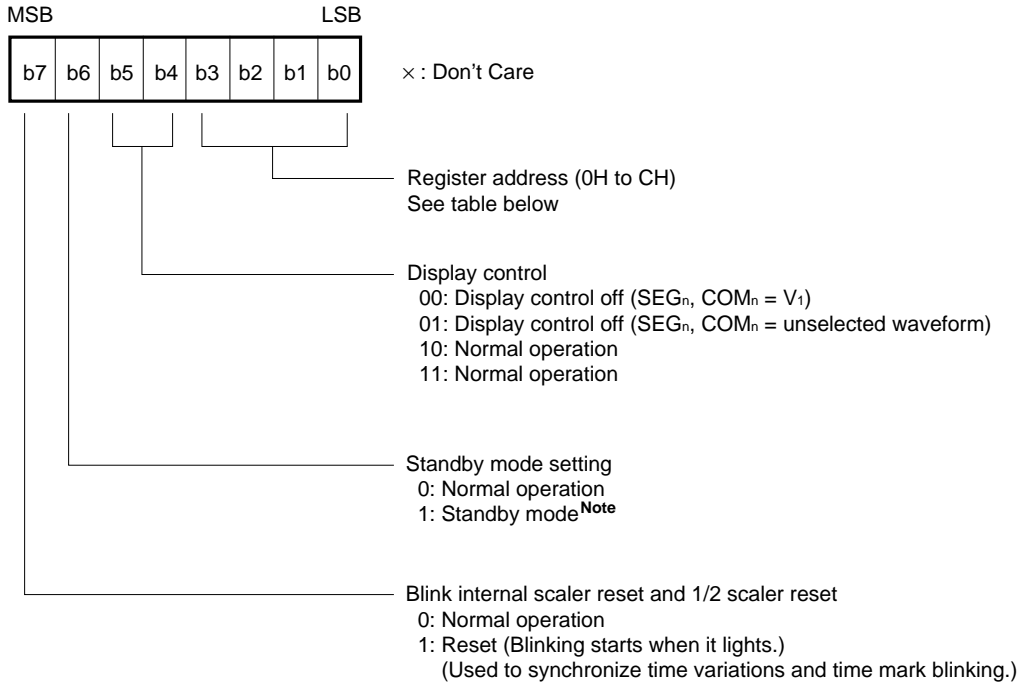 MSB LSB
b7 b6 b5 b4 b3 b2 b1 b0 × : Don't Care
Register address (0H to CH)
See table below
Display control
00: Display control off (SEGn, COMn = V1)
01: Display control off (SEGn, COMn = unselected waveform)
10: Normal operation
11: Normal operation
Standby mode setting
0: Normal operation
1: Standby mode Note
Blink internal scaler reset and 1/2 scaler reset
0: Normal operation
1: Reset (Blinking starts when it lights.)
(Used to synchronize time variations and time mark blinking.)